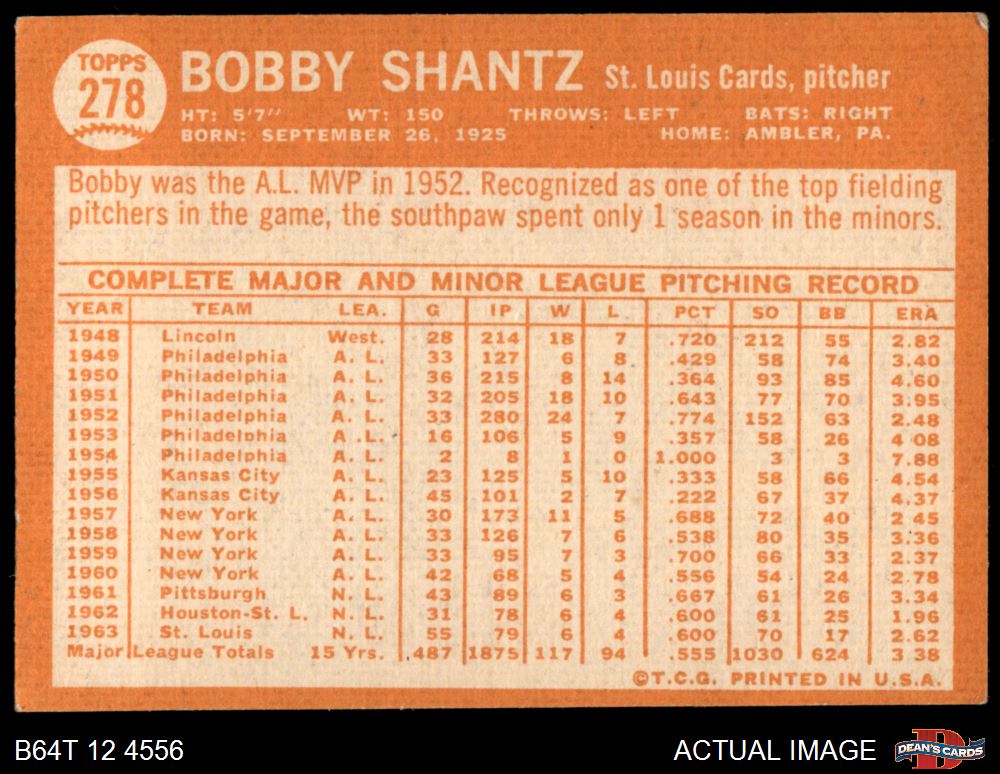 TOPPS
278
BOBBY SHANTZ St. Louis Cards, pitcher
HT: 5'7" WT: 150 THROWS: LEFT BATS: RIGHT
BORN: SEPTEMBER 26, 1925 HOME: AMBLER, PA.
Bobby was the A.L. MVP in 1952. Recognized as one of the top fielding
pitchers in the game, the southpaw spent only 1 season in the minors.
COMPLETE MAJOR AND MINOR LEAGUE PITCHING RECORD
YEAR TEAM LEA. G IP W L PCT SO BB ERA
1948 Lincoln West. 28 214 18 7 .720 212 55 2.82
1949 Philadelphia A. L. 33 127 6 8 .429 58 74 3.40
1950 Philadelphia A. L. 36 215 8 14 .364 93 85 4.60
1951 Philadelphia A. L. 32 205 18 10 .643 77 70 3.95
1952 Philadelphia A. L. 33 280 24 7 .774 152 63 2.48
1953 Philadelphia A .L. 16 106 5 9 .357 58 26 4 08
1954 Philadelphia A. L. 2 8 1 0 1.000 3 3 7.88
1955 Kansas City A. L. 23 125 5 10 .333 58 66 4.54
1956 Kansas City A. L. 45 101 2 7 .222 67 37 4.37
1957 New York A. L. 30 173 11 5 .688 72 40 2 45
1958 New York A. L. 33 126 7 6 .538 80 35 3.36
1959 New York A. L. 33 95 7 3 .700 66 33 2.37
1960 New York A. L. 42 68 5 4 .556 54 24 2.78
1961 Pittsburgh N. L. 43 89 6 3 .667 61 26 3.34
1962 Houston-St. L. N. L. 31 78 6 4 .600 61 25 1.96
1963 St. Louis N. L. 55 79 6 4 .600 70 17 2.62
Major League Totals 15 Yrs. 487 1875 117 94 .555 1030 624 3 38
©T.C.G. PRINTED IN U.S.A.
B64T 12 4556 ACTUAL IMAGE DEAN'S CARDS